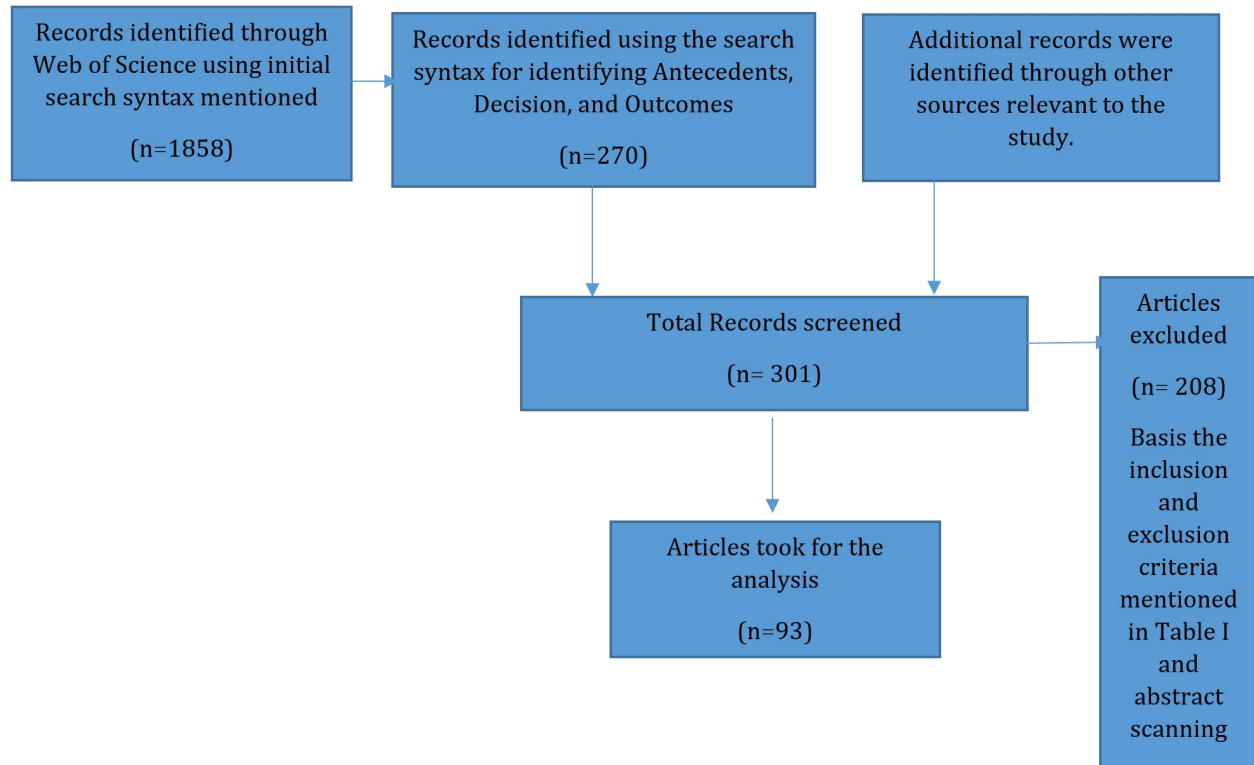 Records identified through
Web of Science using initial
search syntax mentioned
(n=1858)
Records identified using the search
syntax for identifying Antecedents,
Decision, and Outcomes
(n=270)
Additional records were
identified through other
sources relevant to the
study.
Total Records screened
(n= 301)
Articles
excluded
(n= 208)
Basis the
inclusion
and
exclusion
criteria
mentioned
in Table I
and
abstract
scanning
Articles took for the
analysis
(n=93)